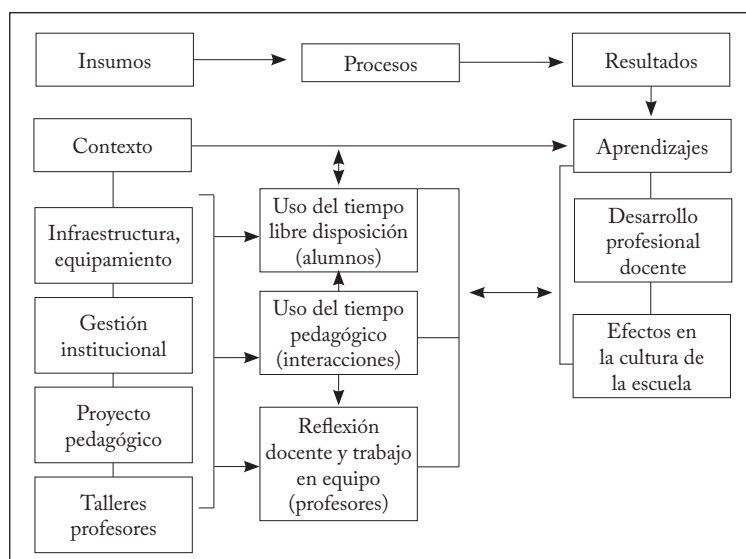 Insumos
Procesos
Resultados
Contexto
Aprendizajes
Infraestructura,
equipamiento
Gestión
institucional
Proyecto
pedagógico
Talleres
profesores
Uso del tiempo
libre disposición
(alumnos)
Uso del tiempo
pedagógico
(interacciones)
Reflexión
docente y trabajo
en equipo
(profesores)
Desarrollo
profesional
docente
Efectos en
la cultura de
la escuela